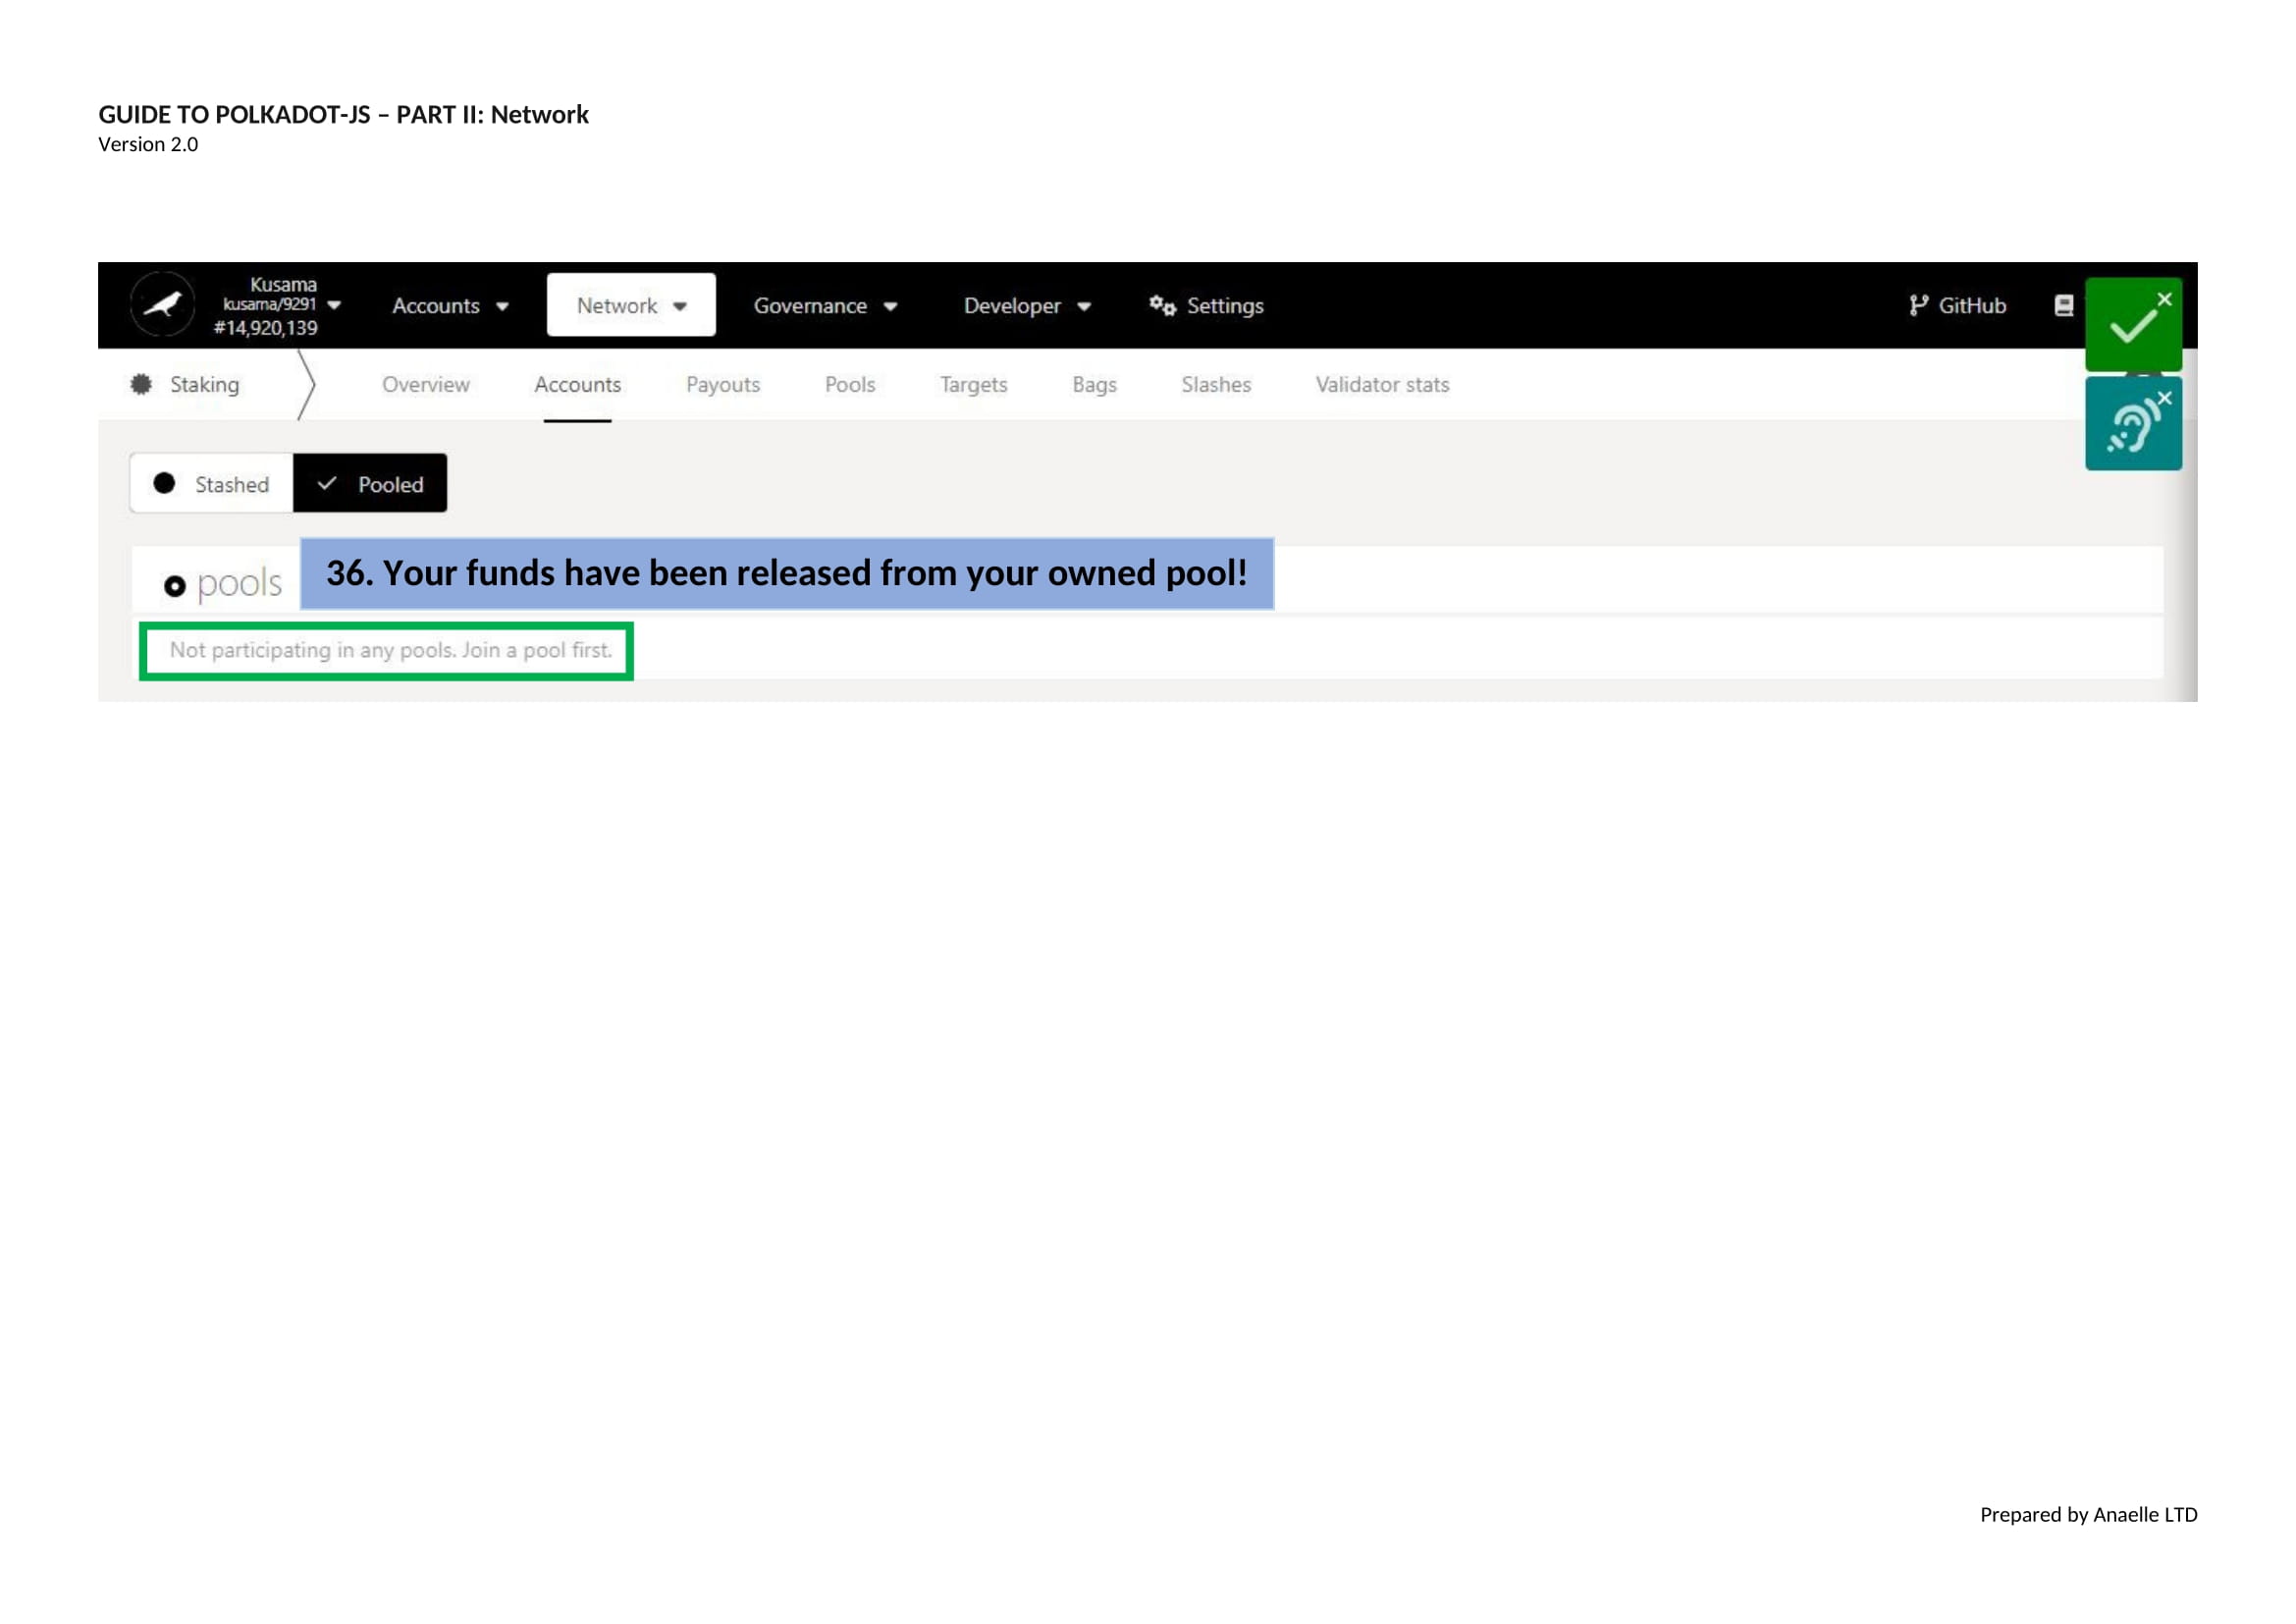 GUIDE TO POLKADOT-JS – PART II: Network
Version 2.0
Kusama
kusama/9291
#14,920,139
Accounts
Network
Governance
Developer
Settings
GitHub
Staking
Overview
Accounts
Payouts
Pools
Targets
Bags
Slashes
Validator stats
Stashed
Pooled
pools
36. Your funds have been released from your owned pool!
Not participating in any pools. Join a pool first.
Prepared by Anaelle LTD